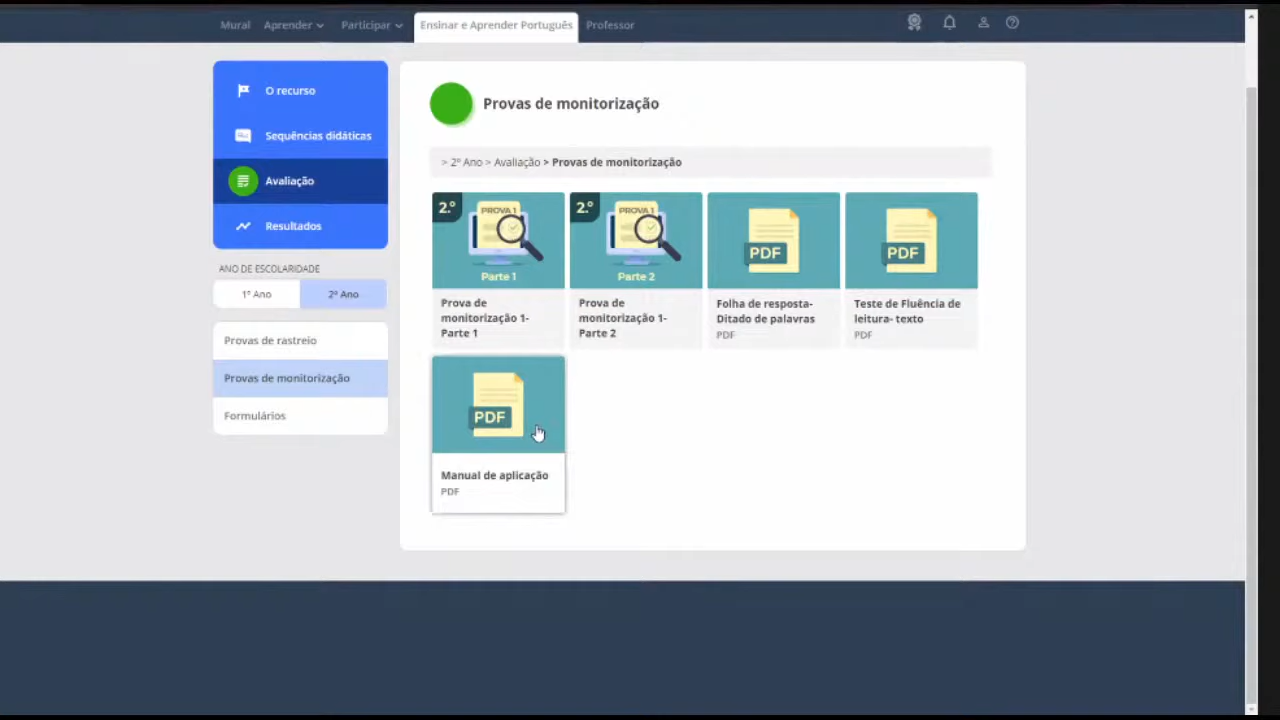 Mural Aprender Participar Ensinar e Aprender Português Professor
O recurso
Sequências didáticas
Avaliação
Resultados
ANO DE ESCOLARIDADE
1º Ano 2º Ano
Provas de rastreio
Provas de monitorização
Formulários
Provas de monitorização
> 2º Ano > Avaliação > Provas de monitorização
2.º
PROVA 1
Parte 1
Prova de
monitorização 1-
Parte 1
2.º
PROVA 1
Parte 2
Prova de
monitorização 1-
Parte 2
PDF
Folha de resposta-
Ditado de palavras
PDF
PDF
Teste de Fluência de
leitura- texto
PDF
PDF
Manual de aplicação
PDF